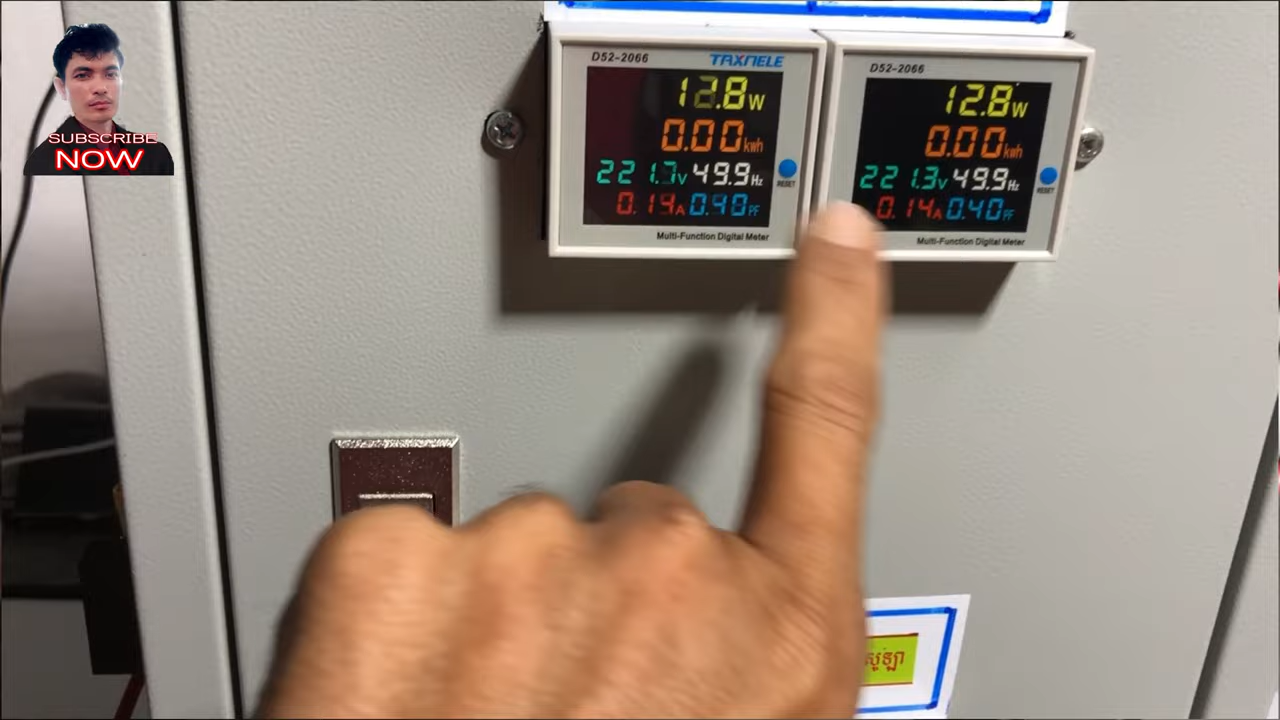 D52-2066 TAXNELE
12.8W
0.00kwh
221.7V 49.9Hz
0.14A 0.40PF
RESET
Multi-Function Digital Meter
D52-2066
12.8W
0.00kwh
221.3V 49.9Hz
0.14A 0.40PF
RESET
Multi-Function Digital Meter
SUBSCRIBE
NOW
សូឡា